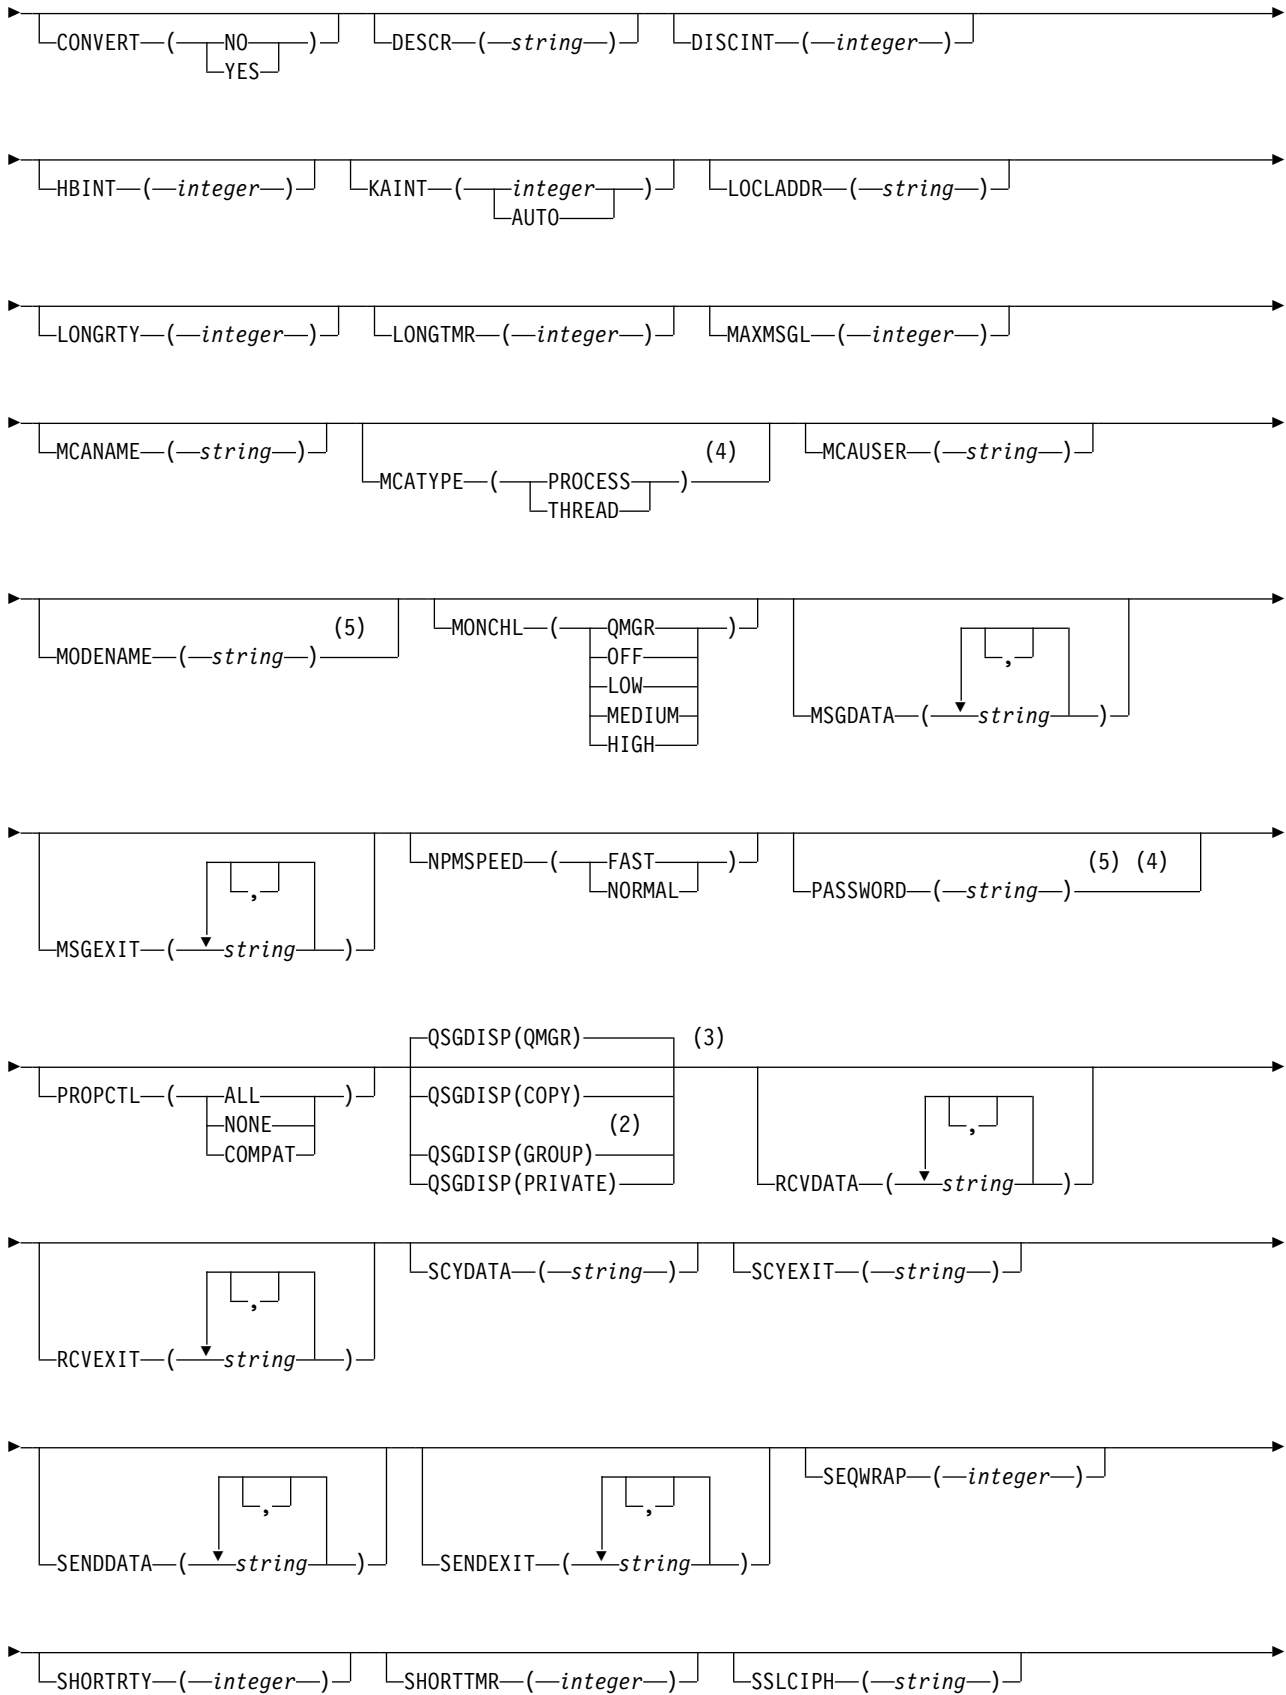 CONVERT ( NO ) DESCR ( string ) DISCINT ( integer )
YES
HBINT ( integer ) KAINT ( integer ) LOCLADDR ( string )
AUTO
LONGRTY ( integer ) LONGTMR ( integer ) MAXMSGL ( integer )
MCANAME ( string ) (4) MCAUSER ( string )
MCATYPE ( PROCESS )
THREAD
(5) MONCHL ( QMGR )
MODENAME ( string ) OFF
LOW
,
MEDIUM MSGDATA ( string )
HIGH
NPMSPEED ( FAST ) (5) (4)
, NORMAL PASSWORD ( string )
MSGEXIT ( string )
QSGDISP(QMGR) (3)
PROPCTL ( ALL ) QSGDISP(COPY)
NONE (2) ,
COMPAT QSGDISP(GROUP)
QSGDISP(PRIVATE) RCVDATA ( string )
SCYDATA ( string ) SCYEXIT ( string )
,
RCVEXIT ( string )
SEQWRAP ( integer )
, ,
SENDDATA ( string ) SENDEXIT ( string )
SHORTRTY ( integer ) SHORTTMR ( integer ) SSLCIPH ( string )